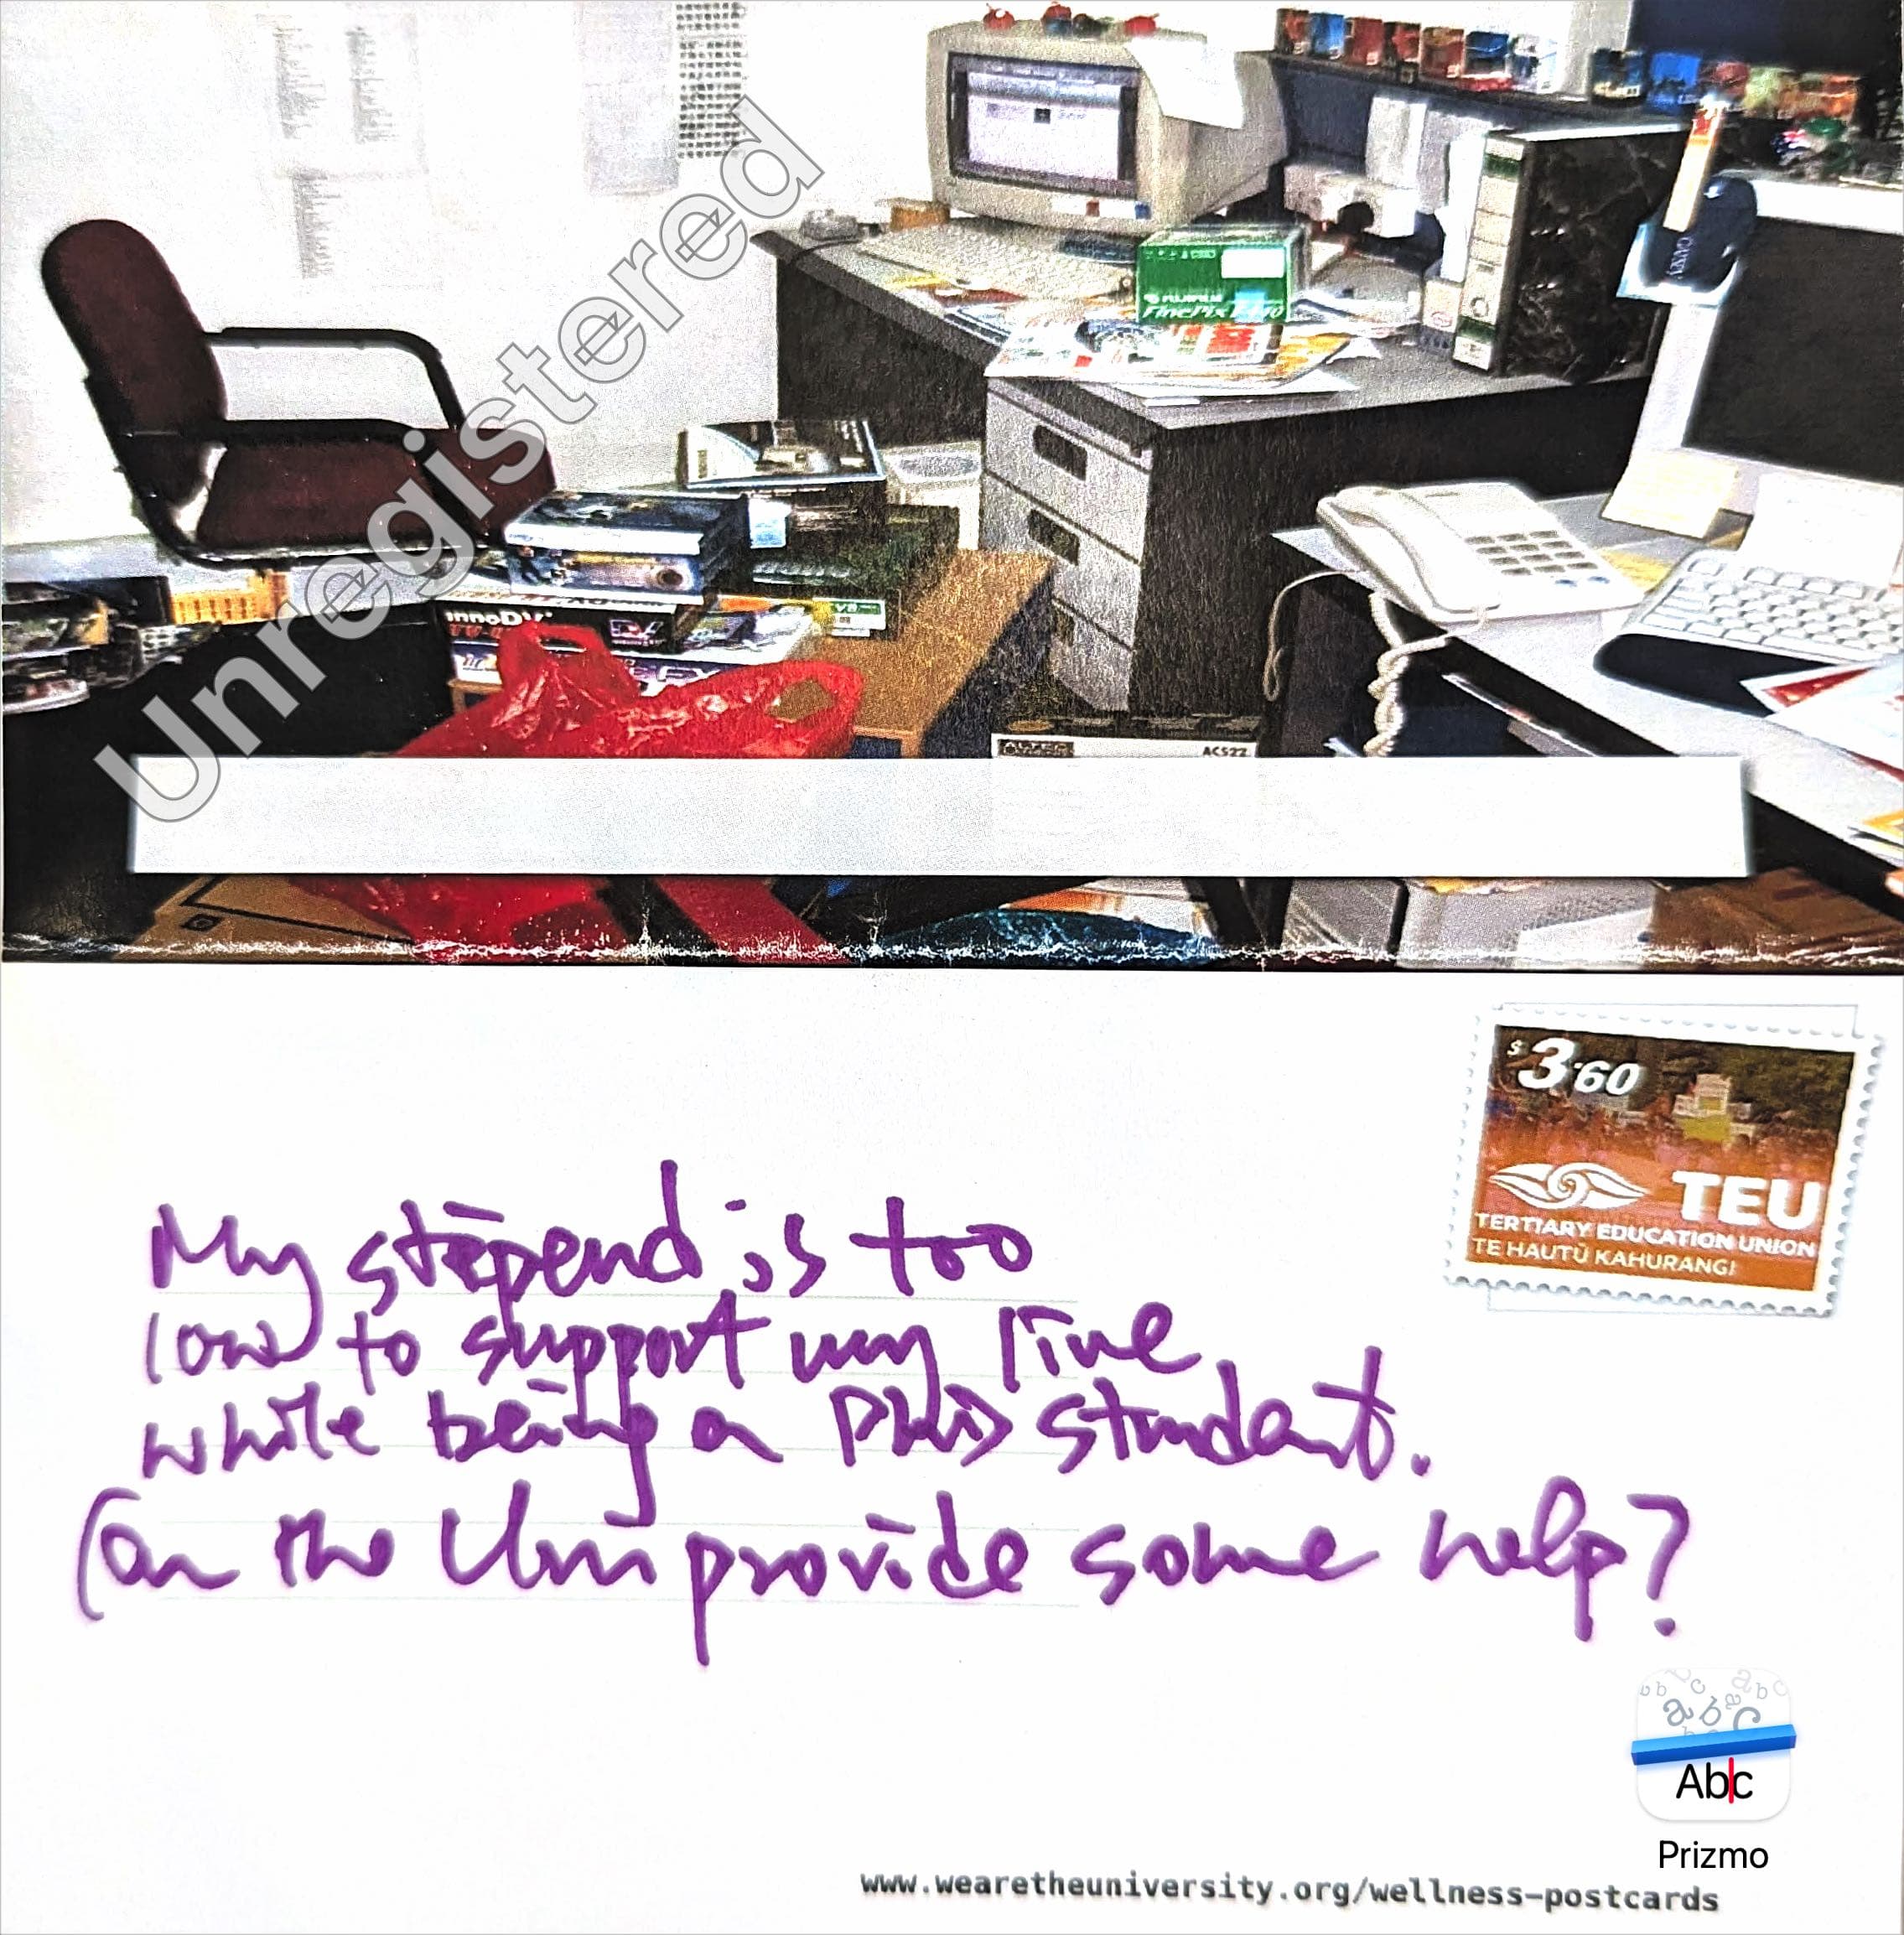 Unregistered
FUJIFILM
FinePix
innoDV
AC522
$3.60
TEU
TERTIARY EDUCATION UNION
TE HAUTŪ KAHURANGI
My stipend is too
low to support my live
while being a PhD student.
Can the Uni provide some help?
Abc
Prizmo
www.wearetheuniversity.org/wellness-postcards